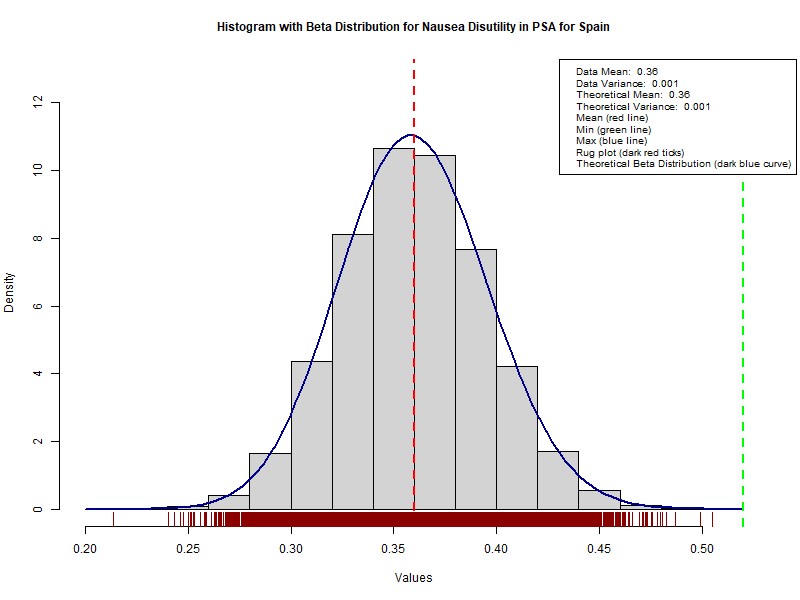 Histogram with Beta Distribution for Nausea Disutility in PSA for Spain
Data Mean: 0.36
Data Variance: 0.001
Theoretical Mean: 0.36
Theoretical Variance: 0.001
Mean (red line)
Min (green line)
Max (blue line)
Rug plot (dark red ticks)
Theoretical Beta Distribution (dark blue curve)
Density
12
10
8
6
4
2
0
0.20 0.25 0.30 0.35 0.40 0.45 0.50
Values